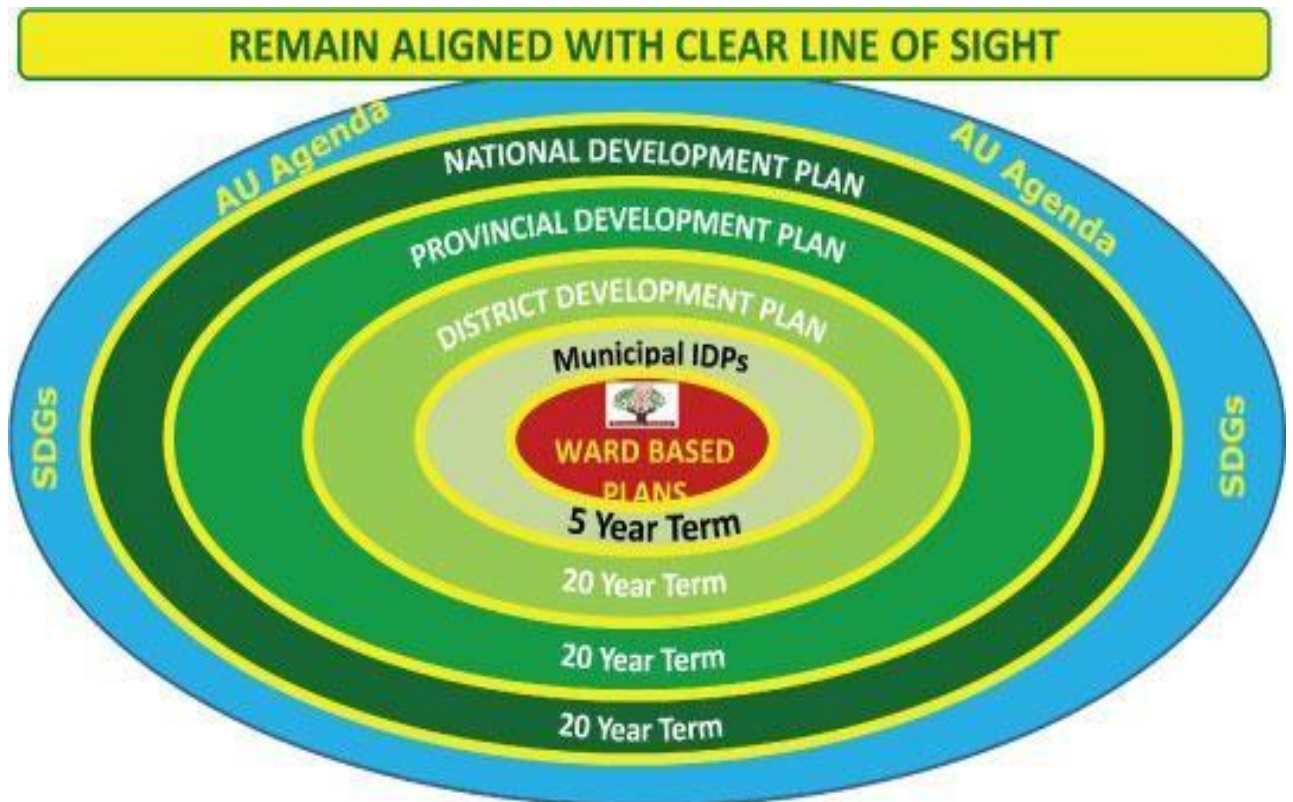 REMAIN ALIGNED WITH CLEAR LINE OF SIGHT
AU Agenda
AU Agenda
NATIONAL DEVELOPMENT PLAN
PROVINCIAL DEVELOPMENT PLAN
DISTRICT DEVELOPMENT PLAN
Municipal IDPs
SDGs
SDGs
WARD BASED
PLANS
5 Year Term
20 Year Term
20 Year Term
20 Year Term